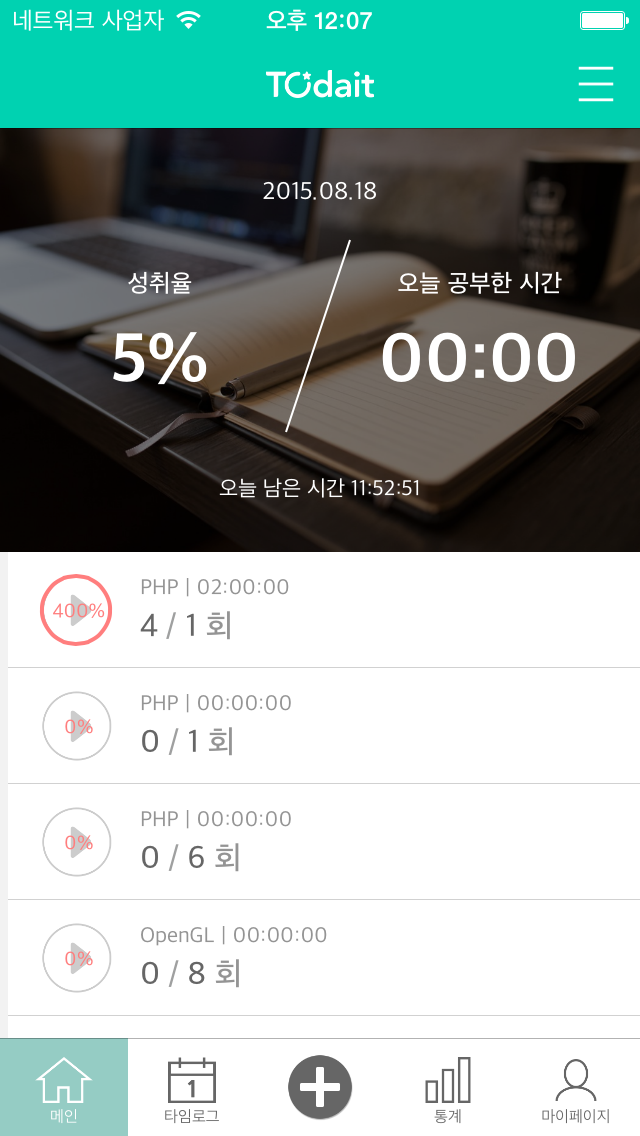 네트워크 사업자 오후 12:07
TOdait
2015.08.18
성취율 오늘 공부한 시간
5% 00:00
오늘 남은 시간 11:52:51
PHP | 02:00:00
400%
4 / 1 회
PHP | 00:00:00
0%
0 / 1 회
PHP | 00:00:00
0%
0 / 6 회
OpenGL | 00:00:00
0%
0 / 8 회
1
메인 타임로그 통계 마이페이지